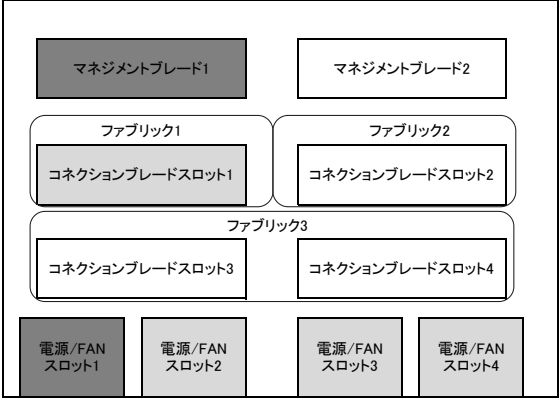 マネジメントブレード1
マネジメントブレード2
ファブリック1
ファブリック2
コネクションブレードスロット1
コネクションブレードスロット2
ファブリック3
コネクションブレードスロット3
コネクションブレードスロット4
電源/FAN
スロット1
電源/FAN
スロット2
電源/FAN
スロット3
電源/FAN
スロット4